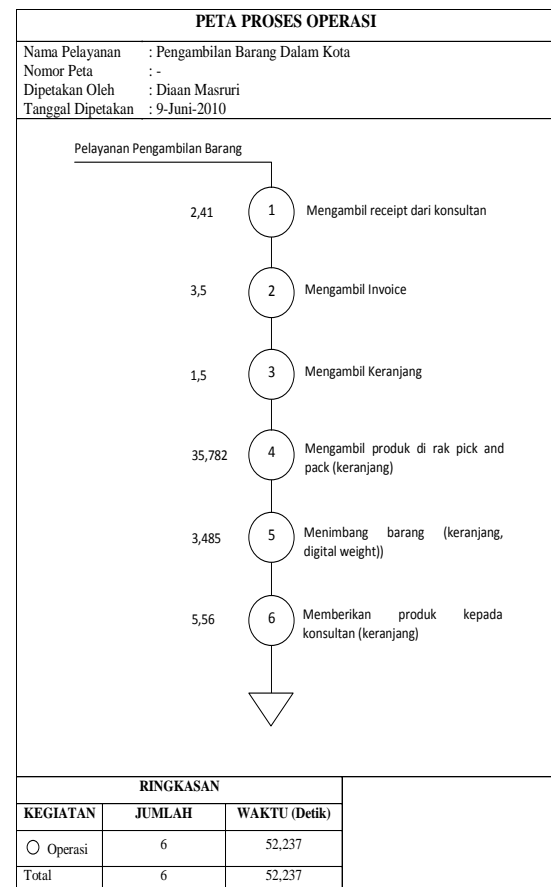 PETA PROSES OPERASI
Nama Pelayanan : Pengambilan Barang Dalam Kota
Nomor Peta : -
Dipetakan Oleh : Diaan Masruri
Tanggal Dipetakan : 9-Juni-2010
Pelayanan Pengambilan Barang
2,41 1 Mengambil receipt dari konsultan
3,5 2 Mengambil Invoice
1,5 3 Mengambil Keranjang
35,782 4 Mengambil produk di rak pick and
pack (keranjang)
3,485 5 Menimbang barang (keranjang,
digital weight))
5,56 6 Memberikan produk kepada
konsultan (keranjang)
RINGKASAN
KEGIATAN JUMLAH WAKTU (Detik)
Operasi 6 52,237
Total 6 52,237